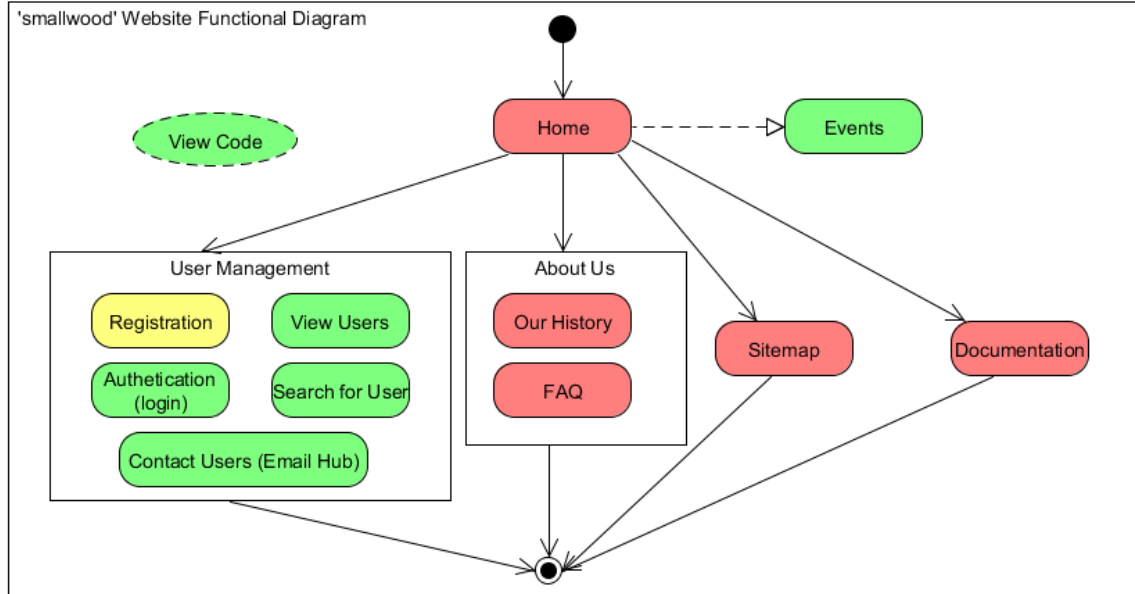 'smallwood' Website Functional Diagram
Home
Events
View Code
User Management
About Us
Registration
View Users
Our History
Sitemap
Documentation
Authetication
(login)
Search for User
FAQ
Contact Users (Email Hub)